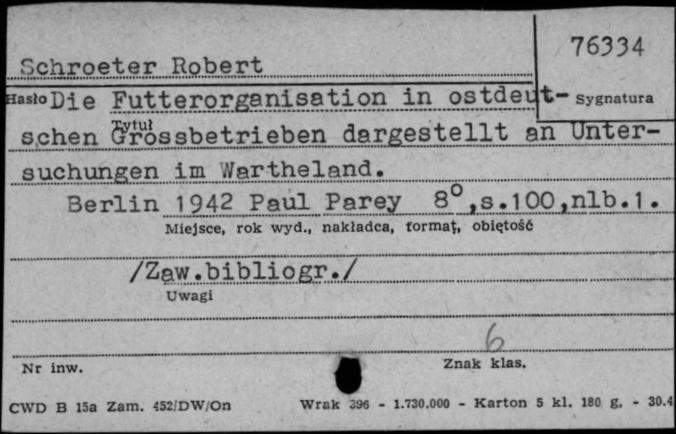 76334
Schroeter Robert
Hasło Die Futterorganisation in ostdeut- Sygnatura
Tytuł
schen Grossbetrieben dargestellt an Unter-
suchungen im Wartheland.
Berlin 1942 Paul Parey 8°,s.100,nlb.1.
Miejsce, rok wyd., nakładca, format, objętość
/Zaw.bibliogr./
Uwagi
6
Nr inw. Znak klas.
CWD B 15a Zam. 452/DW/On Wrak 396 - 1.730.000 - Karton 5 kl. 180 g. - 30.4